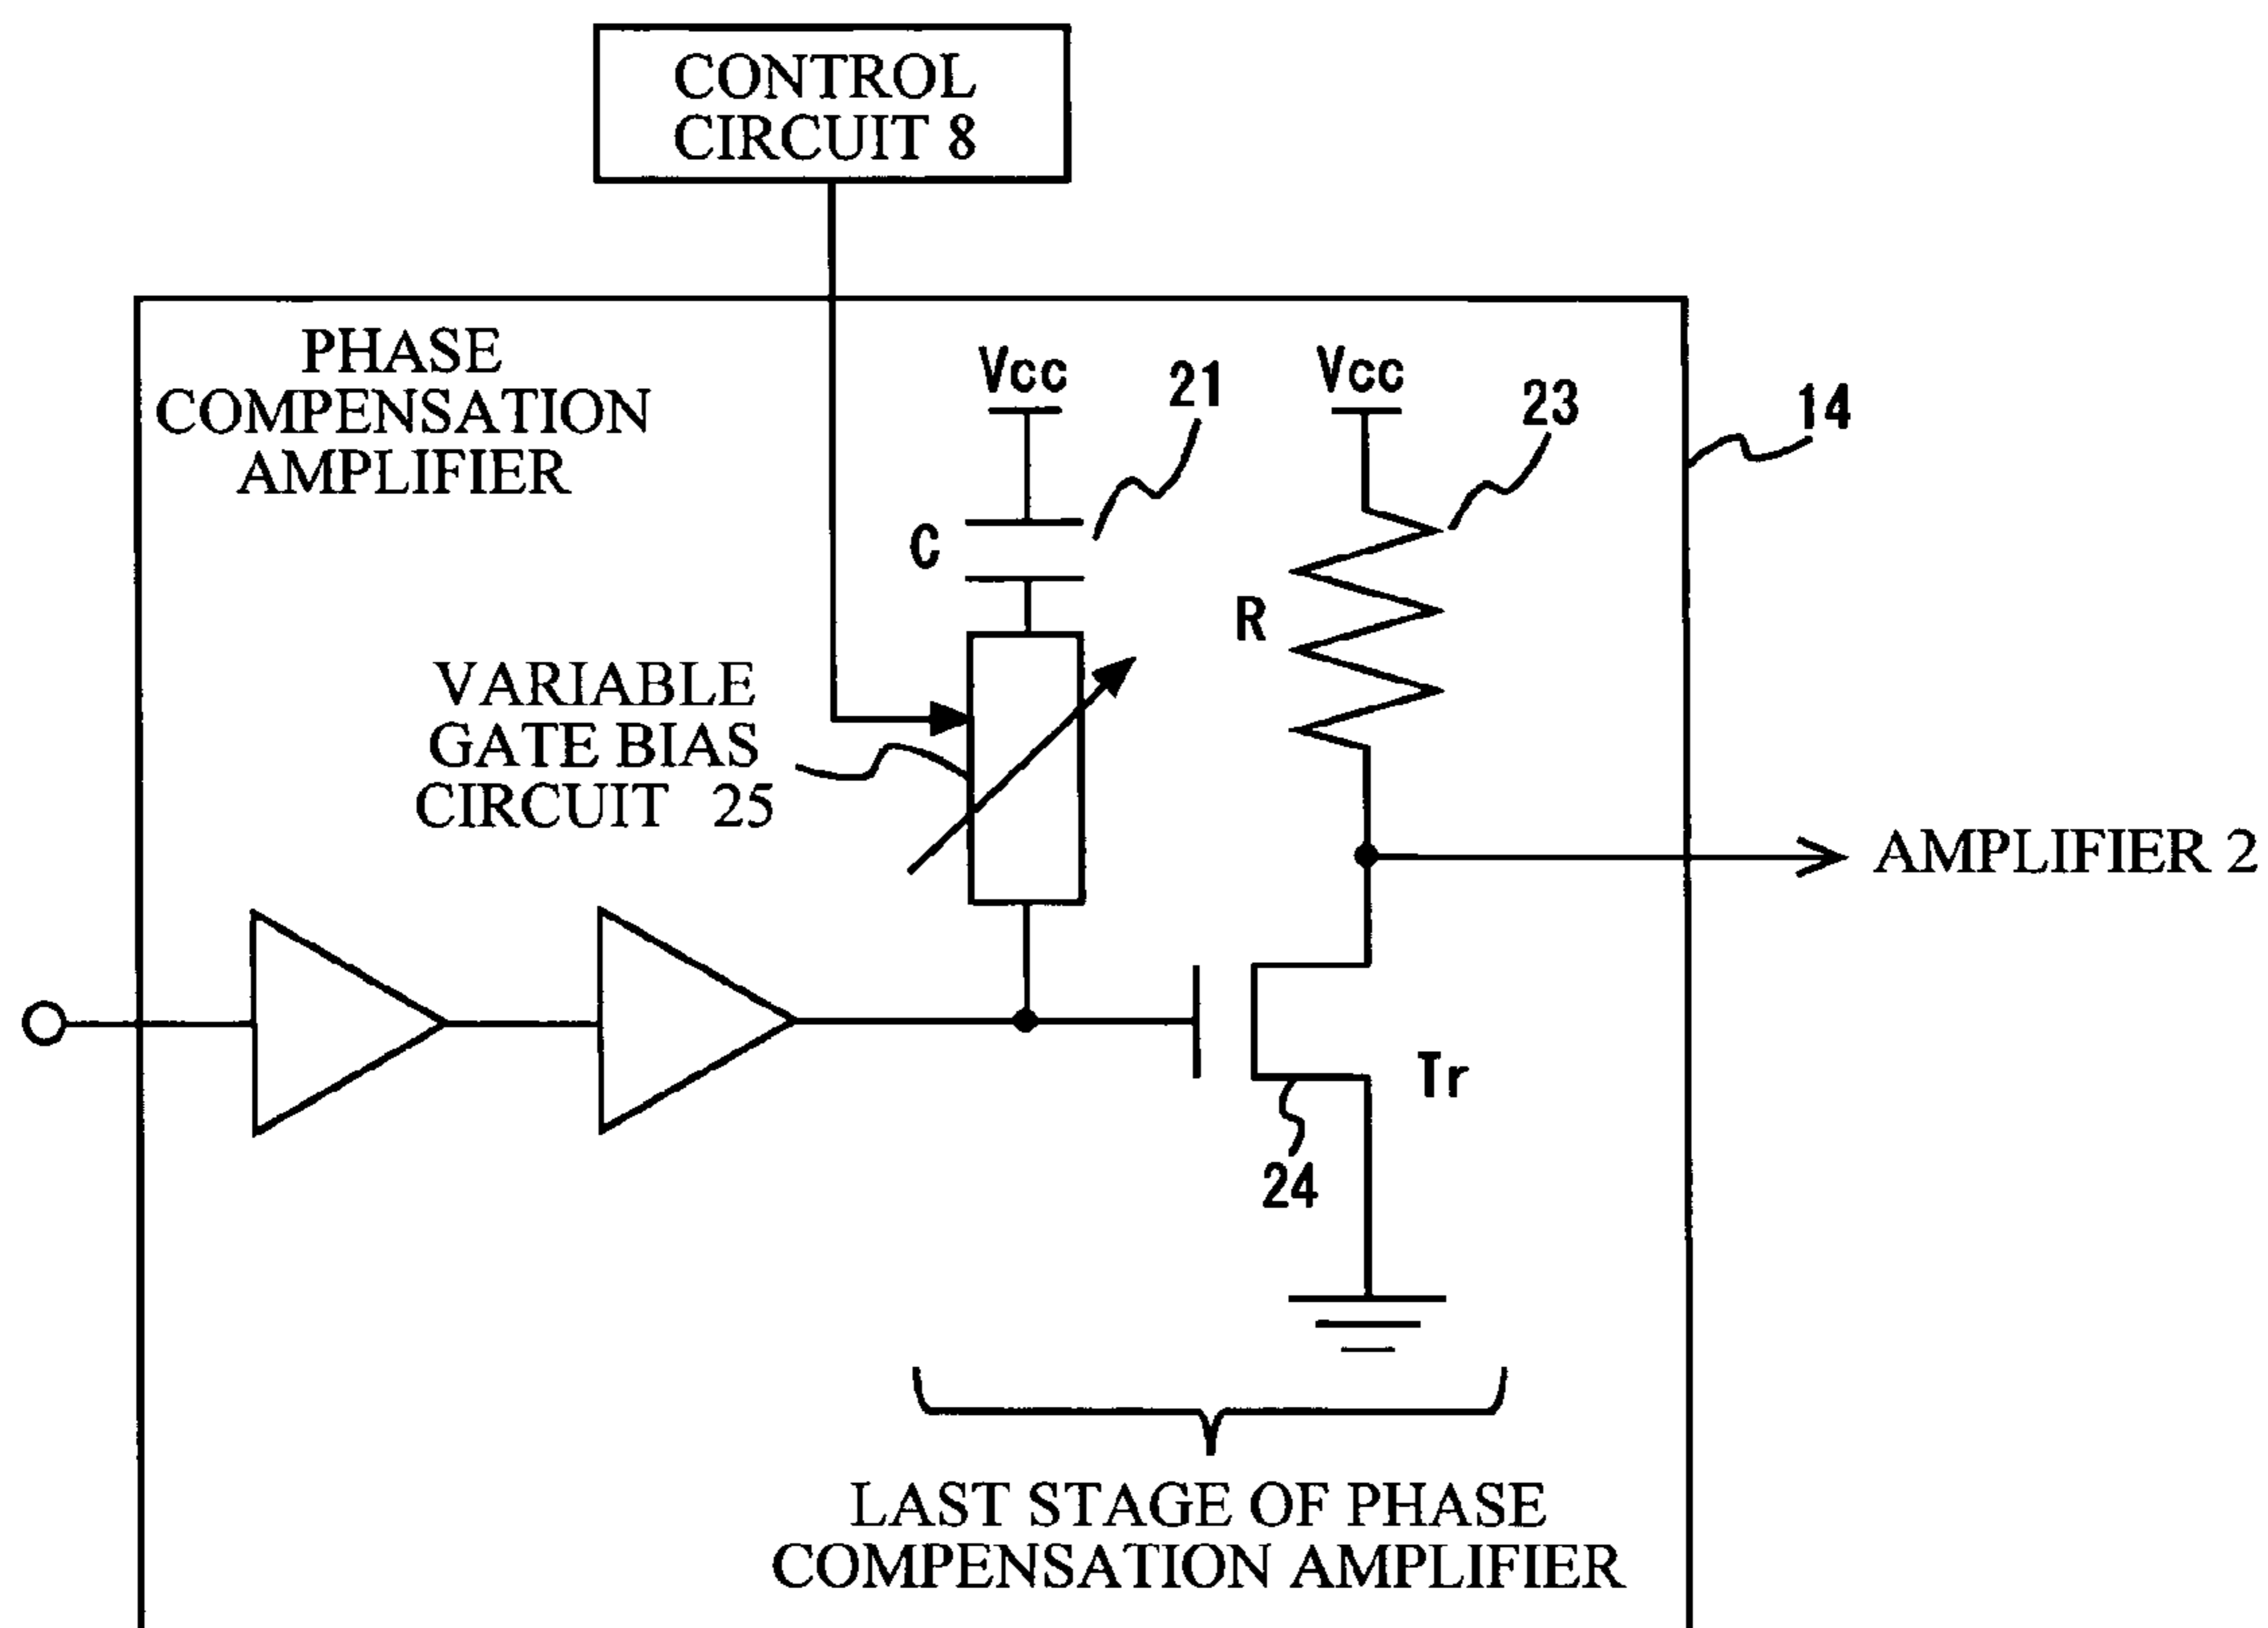 CONTROL
CIRCUIT 8
PHASE
COMPENSATION
AMPLIFIER
Vcc
21
Vcc
23
14
C
R
VARIABLE
GATE BIAS
CIRCUIT 25
AMPLIFIER 2
Tr
24
LAST STAGE OF PHASE
COMPENSATION AMPLIFIER